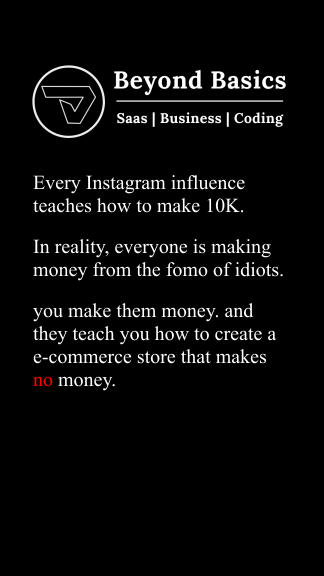 Beyond Basics
Saas | Business | Coding
Every Instagram influence
teaches how to make 10K.
In reality, everyone is making
money from the fomo of idiots.
you make them money. and
they teach you how to create a
e-commerce store that makes
no money.